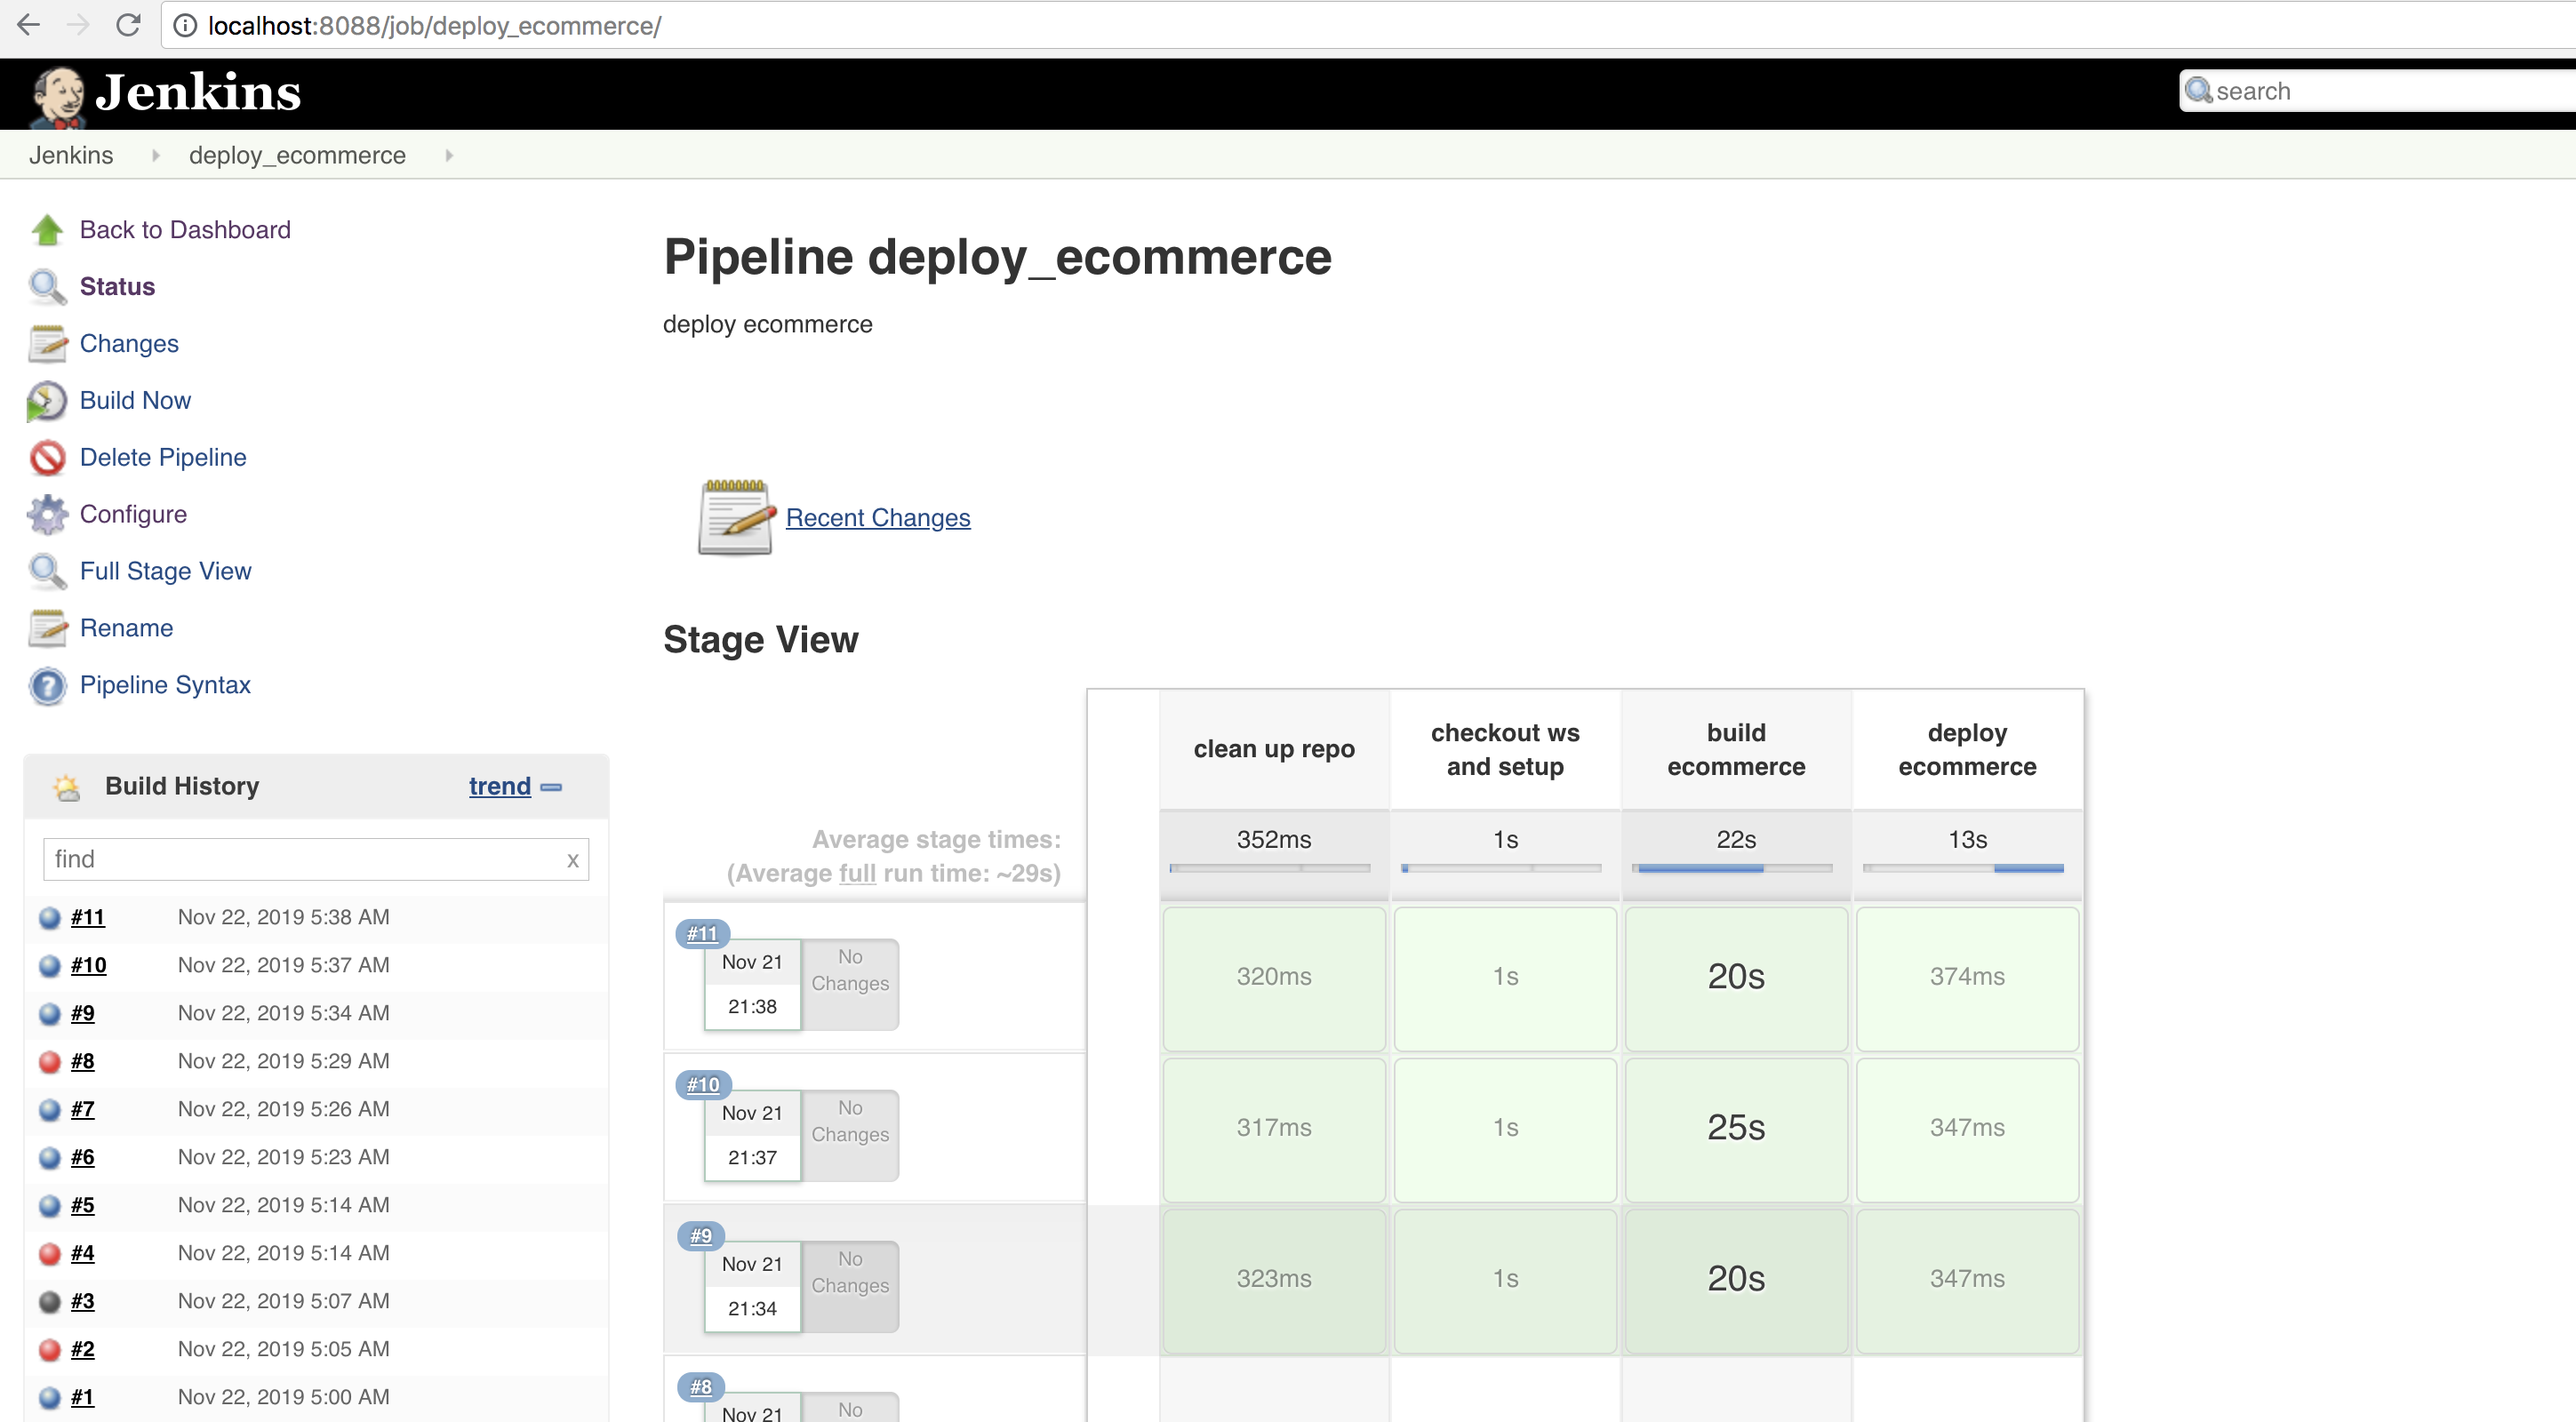 localhost:8088/job/deploy_ecommerce/
Jenkins
search
Jenkins
deploy_ecommerce
Back to Dashboard
Status
Changes
Build Now
Delete Pipeline
Configure
Full Stage View
Rename
Pipeline Syntax
Build History
trend
find
x
#11 Nov 22, 2019 5:38 AM
#10 Nov 22, 2019 5:37 AM
#9 Nov 22, 2019 5:34 AM
#8 Nov 22, 2019 5:29 AM
#7 Nov 22, 2019 5:26 AM
#6 Nov 22, 2019 5:23 AM
#5 Nov 22, 2019 5:14 AM
#4 Nov 22, 2019 5:14 AM
#3 Nov 22, 2019 5:07 AM
#2 Nov 22, 2019 5:05 AM
#1 Nov 22, 2019 5:00 AM
Pipeline deploy_ecommerce
deploy ecommerce
Recent Changes
Stage View
clean up repo
checkout ws
and setup
build
ecommerce
deploy
ecommerce
Average stage times:
(Average full run time: ~29s)
352ms
1s
22s
13s
#11
Nov 21
21:38
No
Changes
320ms
1s
20s
374ms
#10
Nov 21
21:37
No
Changes
317ms
1s
25s
347ms
#9
Nov 21
21:34
No
Changes
323ms
1s
20s
347ms
#8
Nov 21
No